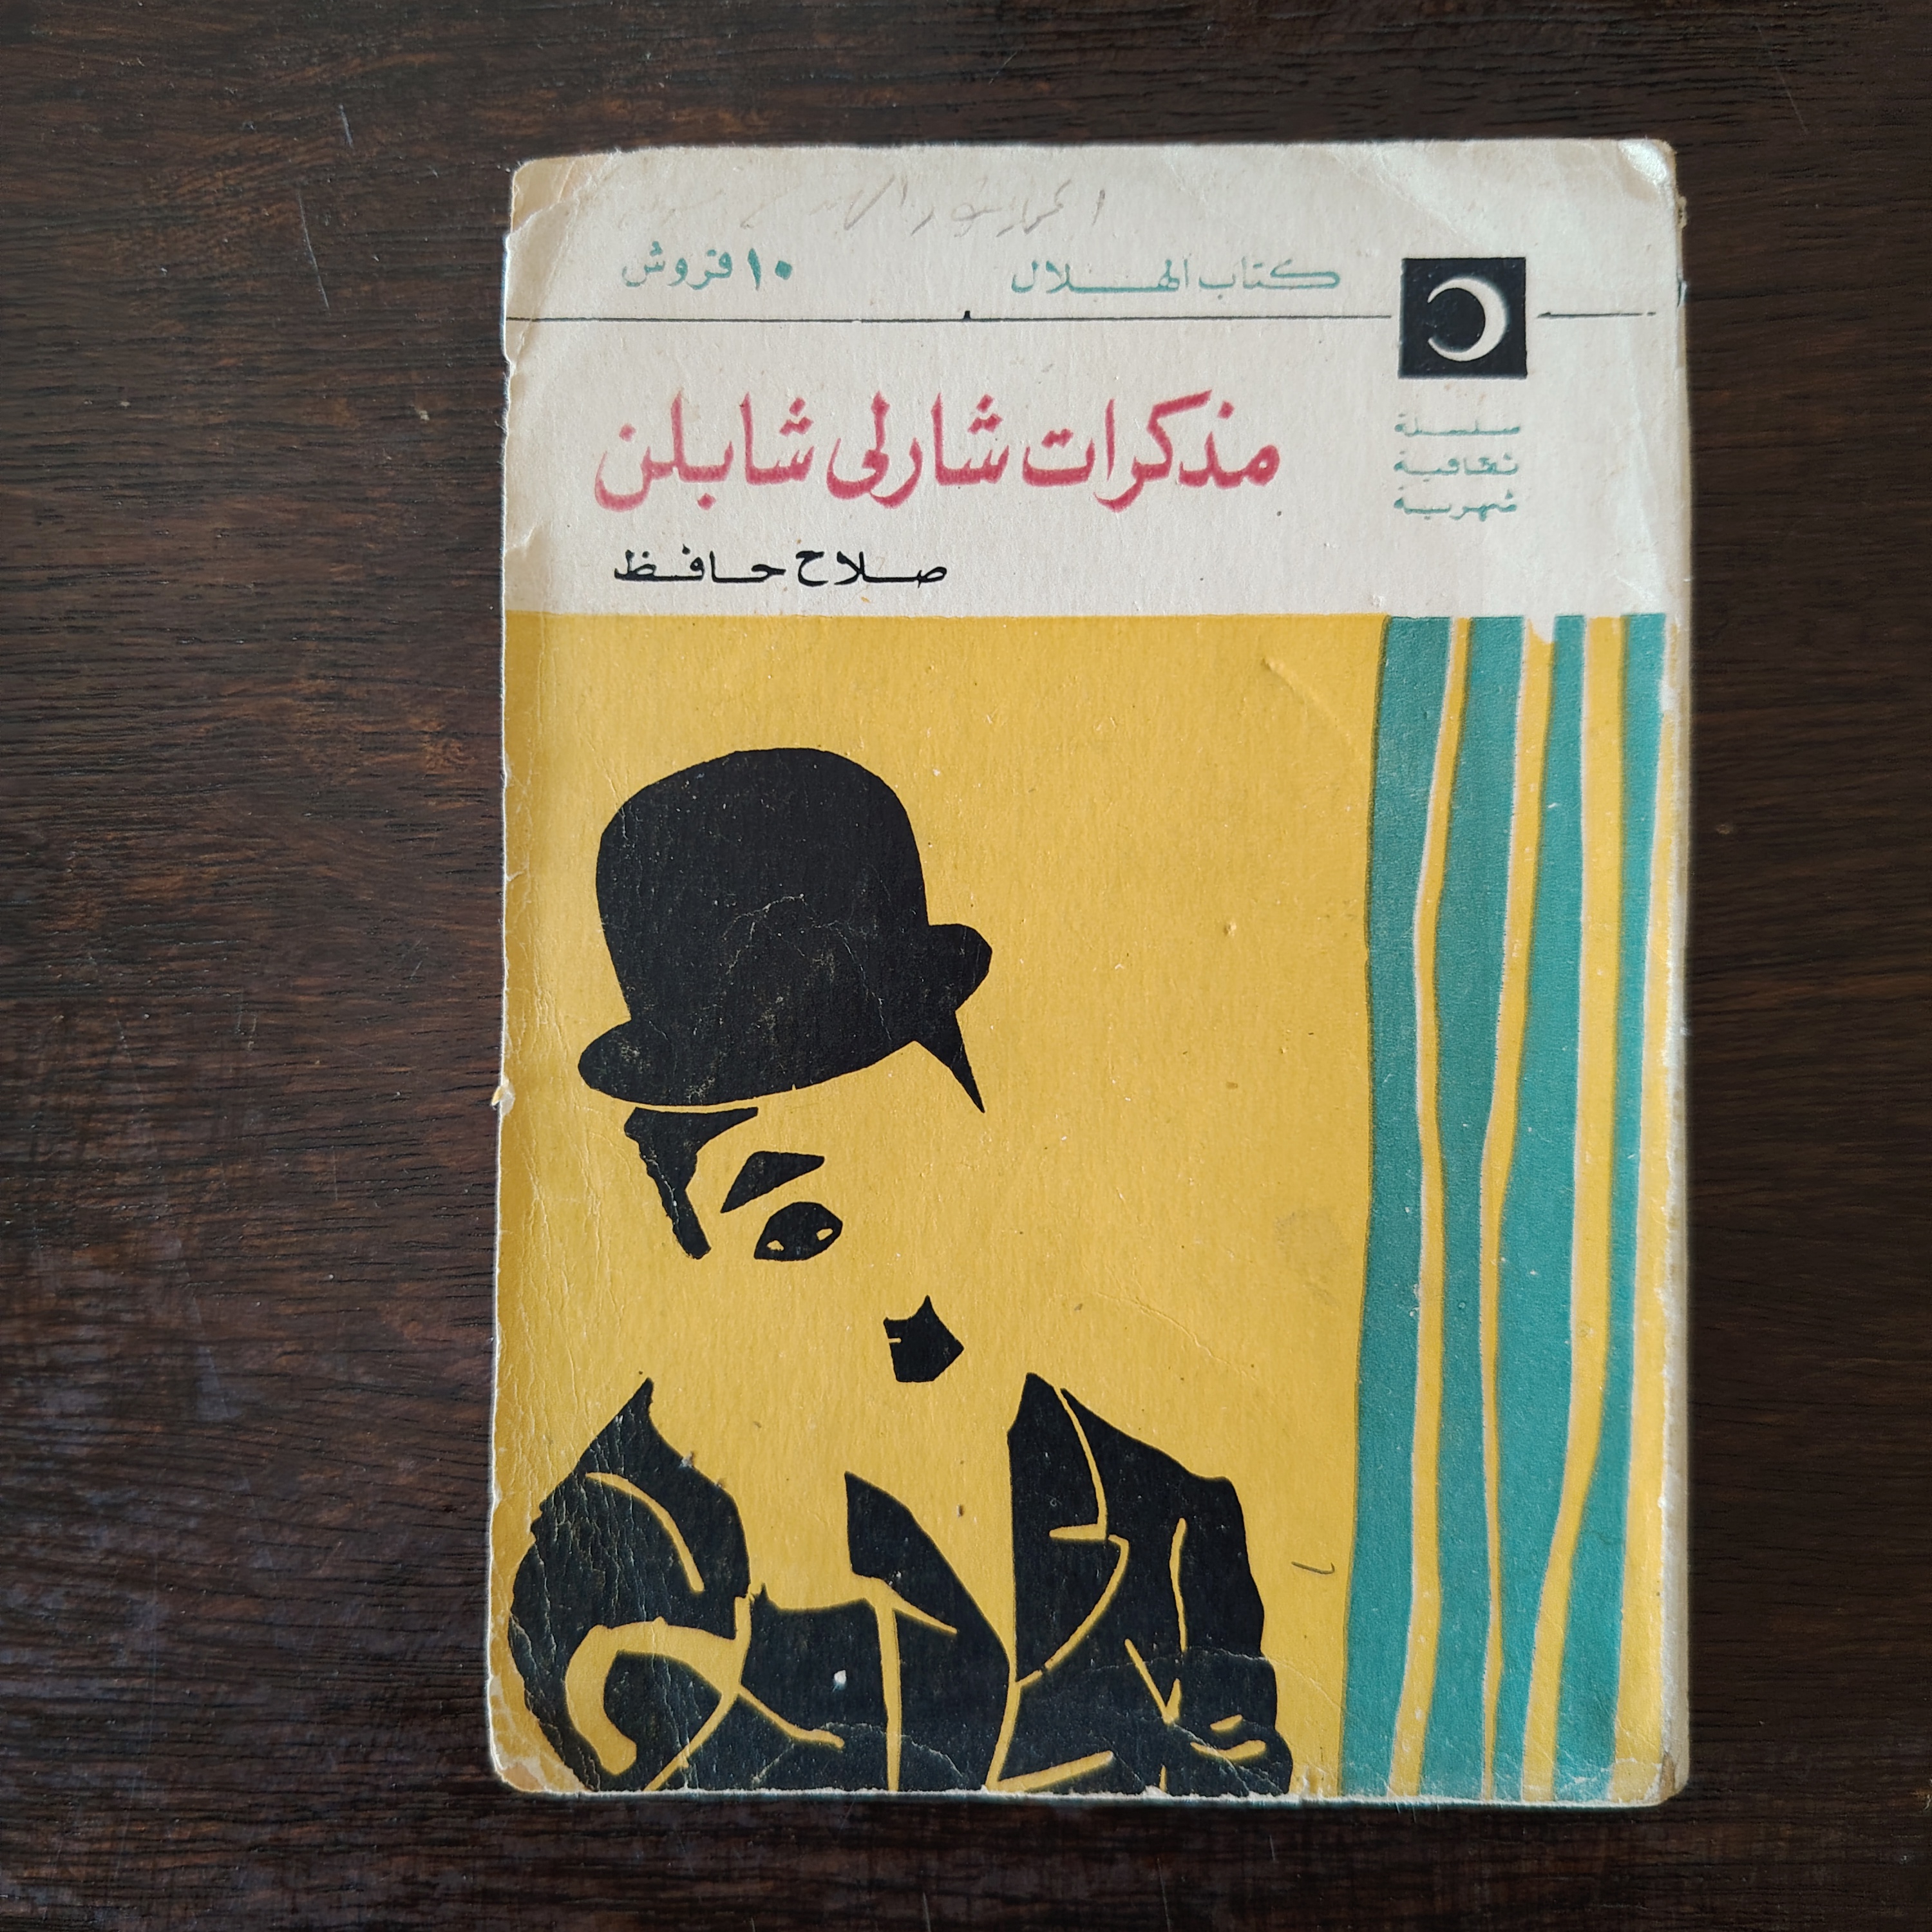 كتاب الهلال
١٠ قروش
سلسلة
ثقافية
شهرية
مذكرات شارلى شابلن
صلاح حافظ